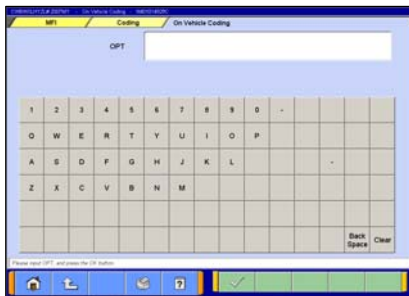 MFI Coding On Vehicle Coding
OPT
1 2 3 4 5 6 7 8 9 0 -
Q W E R T Y U I O P
A S D F G H J K L -
Z X C V B N M
Back Space Clear
Please input OPT, and press the OK button.
?